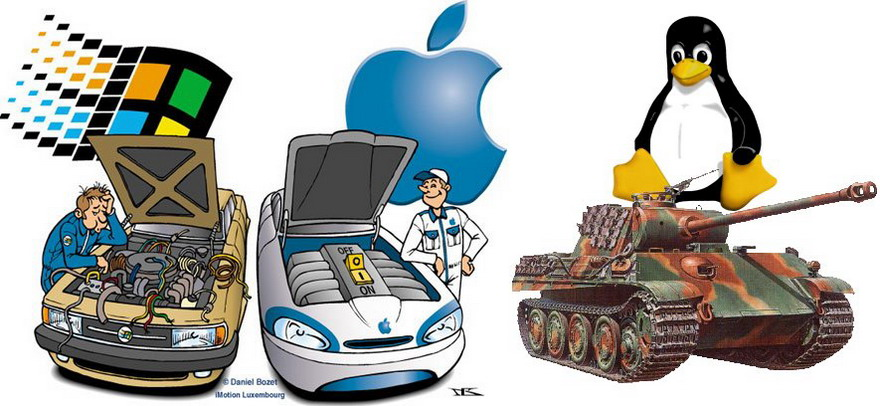 OFF
ON
© Daniel Bozet
iMotion Luxembourg